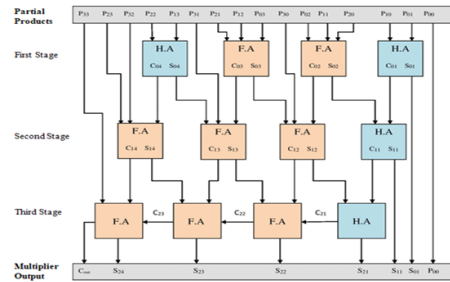 Partial
Products
P33 P23 P32 P22 P13 P31 P21 P12 P03 P30 P02 P11 P20 P10 P01 P00
First Stage
H.A F.A F.A H.A
C04 S04 C03 S03 C02 S02 C01 S01
Second Stage
F.A F.A F.A H.A
C14 S14 C13 S13 C12 S12 C11 S11
Third Stage
F.A C23 F.A C22 F.A C21 H.A
Multiplier
Output
Cout S24 S23 S22 S21 S11 S01 P00